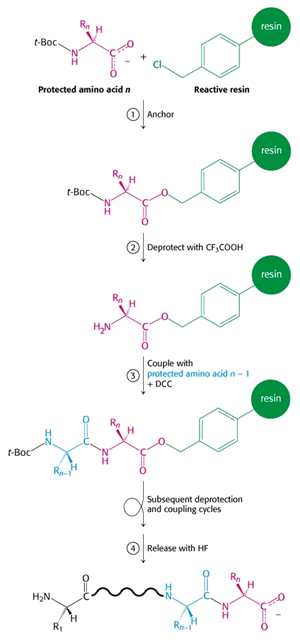 resin
Rn
H
t-Boc
N
H
C
O
O
−
+
Cl
Protected amino acid n
Reactive resin
1 Anchor
resin
Rn
H
t-Boc
N
H
C
O
O
2 Deprotect with CF3COOH
resin
Rn
H
H2N
C
O
O
3 Couple with
protected amino acid n − 1
+ DCC
resin
H
N
O
C
Rn
H
O
t-Boc
H
Rn−1
N
H
C
O
Subsequent deprotection
and coupling cycles
4 Release with HF
O
H2N
C
H
R1
H
N
O
C
Rn
H
O
C
O
−
H
Rn−1
N
H